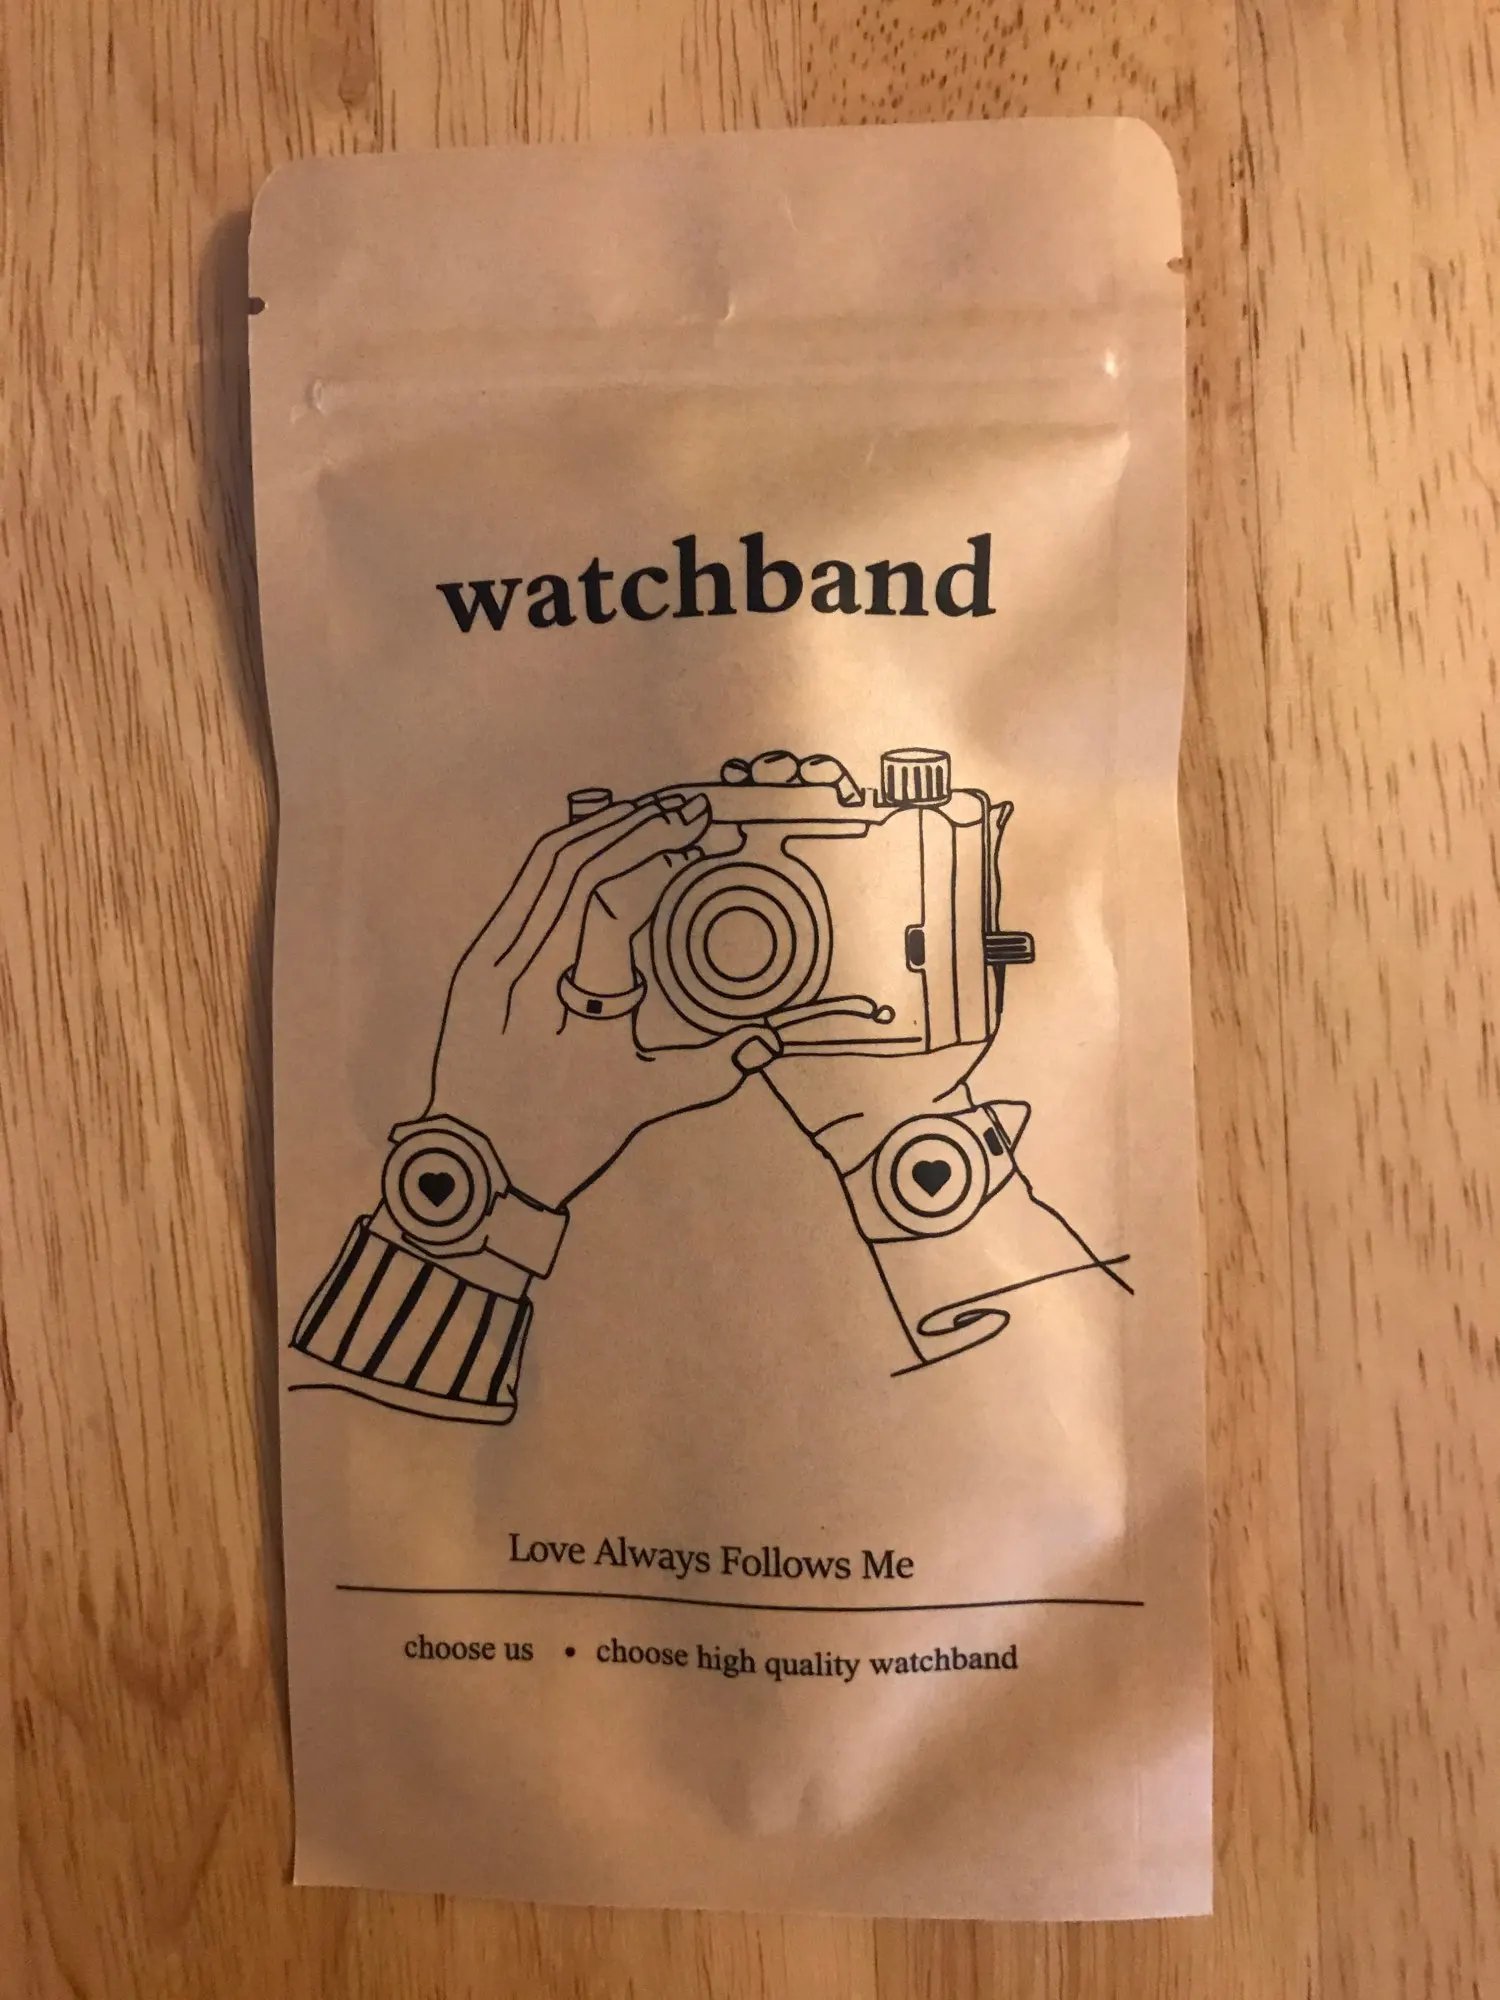 watchband
Love Always Follows Me
choose us • choose high quality watchband